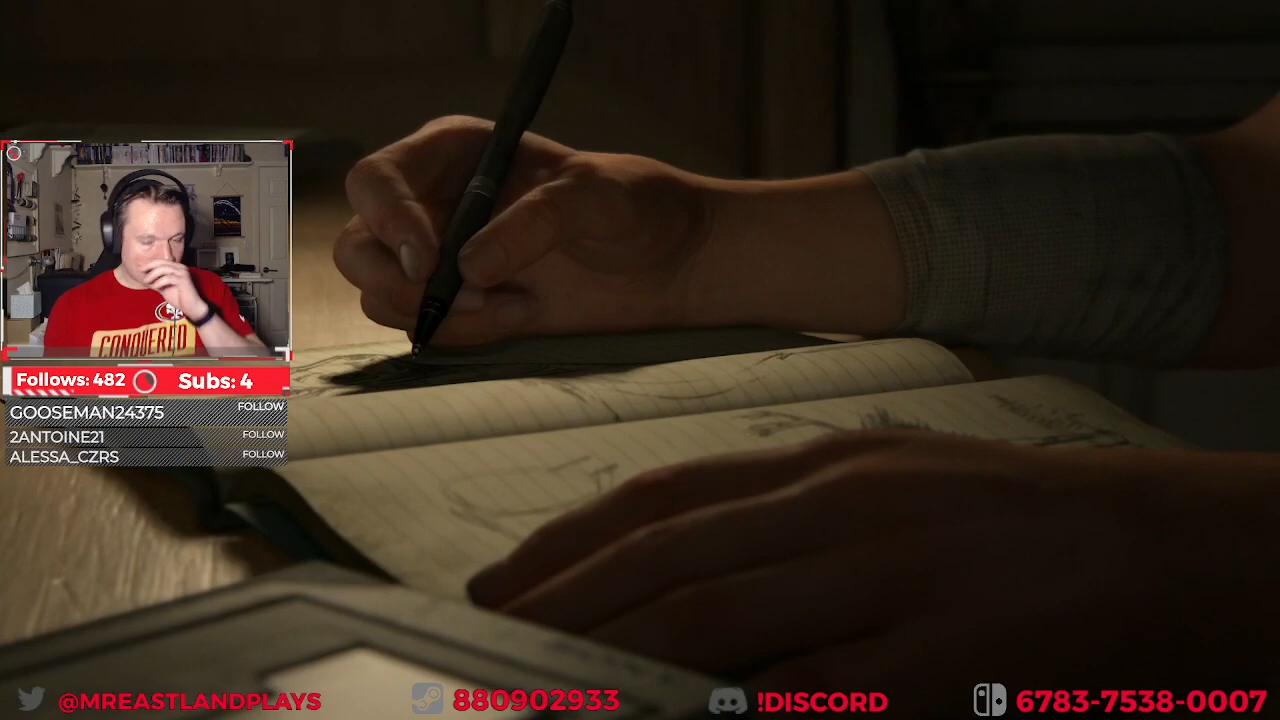 CONQUERED
Follows: 482
Subs: 4
GOOSEMAN24375 FOLLOW
2ANTOINE21 FOLLOW
ALESSA_CZRS FOLLOW
@MREASTLANDPLAYS
880902933
!DISCORD
6783-7538-0007